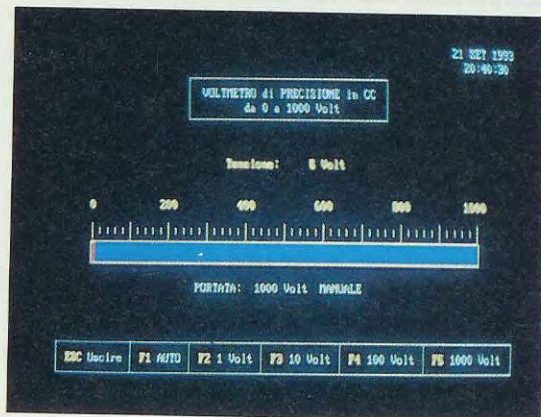 21 SET 1993
20:40:30
VOLTMETRO di PRECISIONE in CC
da 0 a 1000 Volt
Tensione: 5 Volt
0 200 400 600 800 1000
PORTATA: 1000 Volt MANUALE
ESC Uscire F1 AUTO F2 1 Volt F3 10 Volt F4 100 Volt F5 1000 Volt